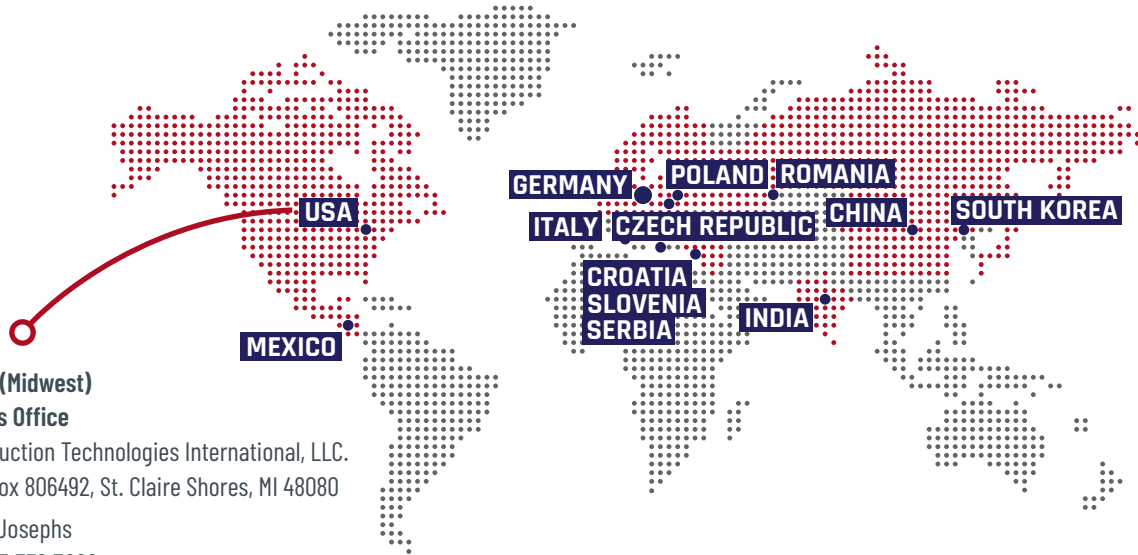 GERMANY
POLAND
ROMANIA
USA
ITALY
CZECH REPUBLIC
CHINA
SOUTH KOREA
CROATIA
SLOVENIA
SERBIA
INDIA
MEXICO
(Midwest)
s Office
uction Technologies International, LLC.
ox 806492, St. Claire Shores, MI 48080
Josephs